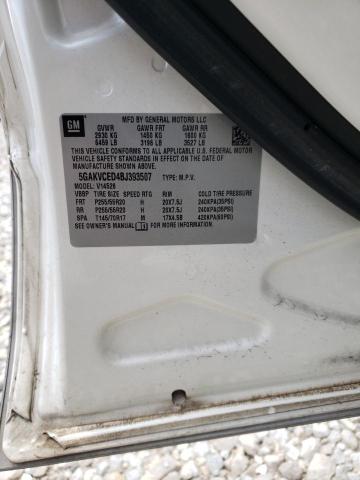 GM
MFD. BY GENERAL MOTORS LLC
GVWR GAWR FRT GAWR RR
2930 KG 1450 KG 1600 KG
6459 LB 3196 LB 3527 LB
THIS VEHICLE CONFORMS TO ALL APPLICABLE U.S. FEDERAL MOTOR
VEHICLE SAFETY STANDARDS IN EFFECT ON THE DATE OF
MANUFACTURE SHOWN ABOVE.
5GAKVCED4BJ393507 TYPE: M.P.V.
MODEL: V14526
VBBP TIRE SIZE SPEED RTG RIM COLD TIRE PRESSURE
FRT P255/55R20 H 20X7.5J 240KPA(35PSI)
RR P255/55R20 H 20X7.5J 240KPA(35PSI)
SPA T145/70R17 M 17X4.5B 420KPA(60PSI)
SEE OWNER'S MANUAL FOR MORE INFORMATION.